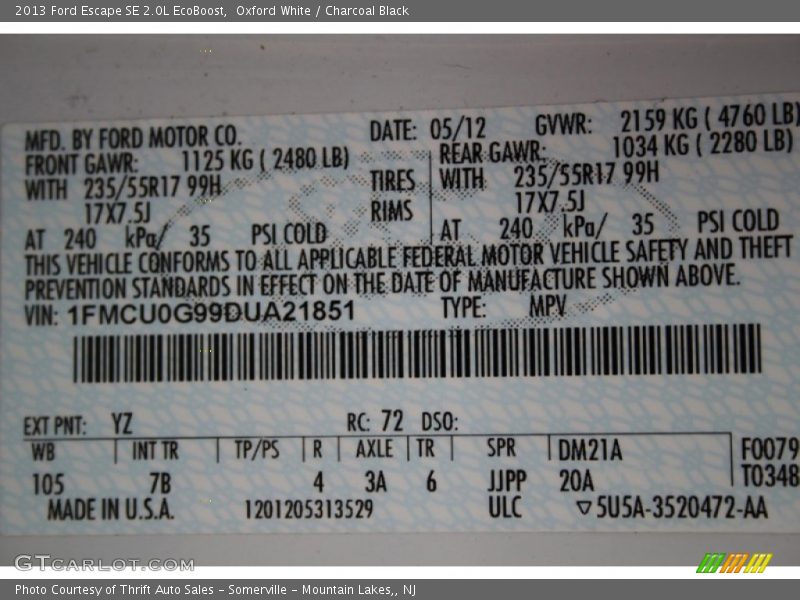 2013 Ford Escape SE 2.0L EcoBoost,  Oxford White / Charcoal Black
MFD. BY FORD MOTOR CO. DATE: 05/12 GVWR: 2159 KG ( 4760 LB)
FRONT GAWR: 1125 KG ( 2480 LB) REAR GAWR: 1034 KG ( 2280 LB)
WITH 235/55R17 99H TIRES WITH 235/55R17 99H
17X7.5J RIMS 17X7.5J
AT 240 kPa/ 35 PSI COLD AT 240 kPa/ 35 PSI COLD
THIS VEHICLE CONFORMS TO ALL APPLICABLE FEDERAL MOTOR VEHICLE SAFETY AND THEFT
PREVENTION STANDARDS IN EFFECT ON THE DATE OF MANUFACTURE SHOWN ABOVE.
VIN: 1FMCU0G99DUA21851 TYPE: MPV
EXT PNT: YZ RC: 72 DSO:
WB INT TR TP/PS R AXLE TR SPR DM21A F0079
105 7B 4 3A 6 JJPP 20A T0348
MADE IN U.S.A. 1201205313529 ULC ▽5U5A-3520472-AA
GTCarLot.com
Photo Courtesy of Thrift Auto Sales – Somerville – Mountain Lakes,, NJ